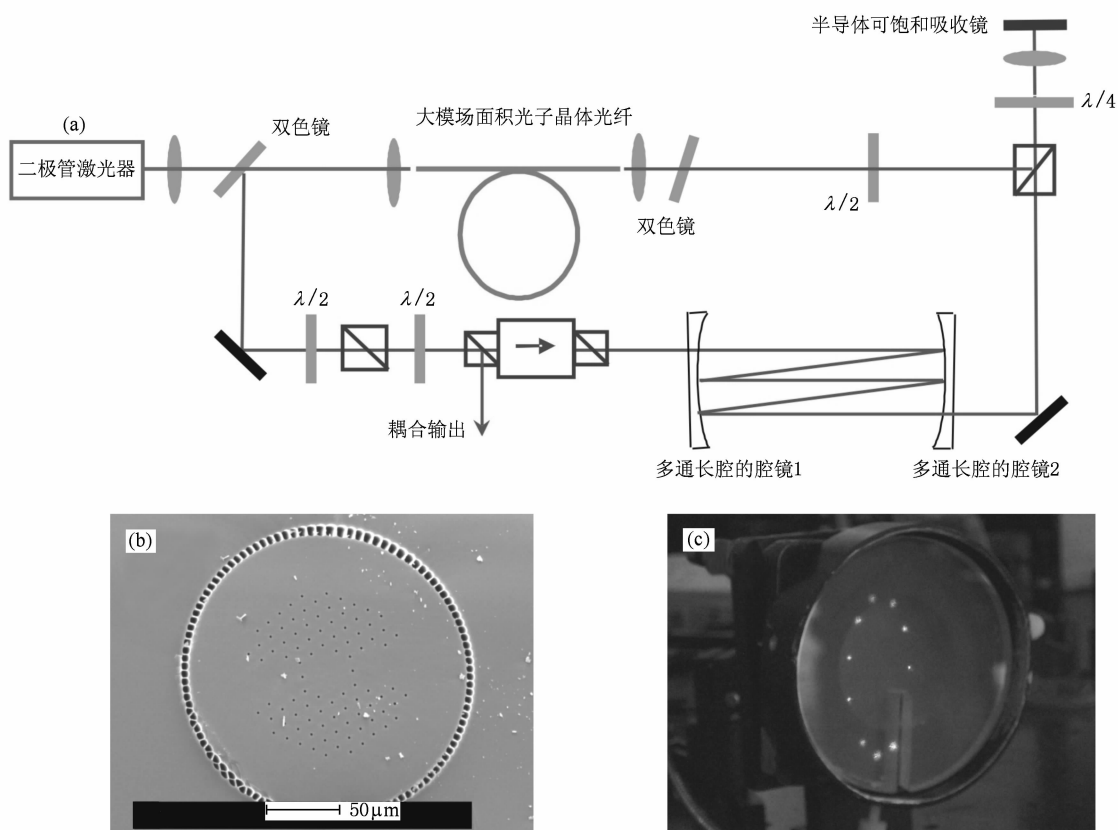 半导体可饱和吸收镜
λ/4
(a)
双色镜
大模场面积光子晶体光纤
二极管激光器
λ/2
双色镜
λ/2
λ/2
耦合输出
多通长腔的腔镜1
多通长腔的腔镜2
(b)
(c)
50μm